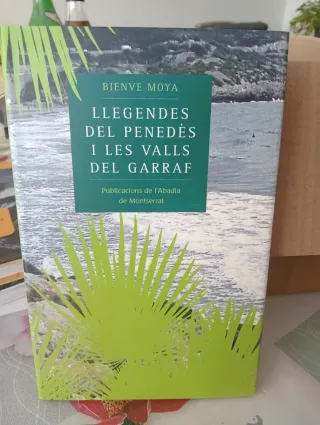 BIENVE MOYA
LLEGENDES
DEL PENEDÈS
I LES VALLS
DEL GARRAF
Publicacions de l'Abadia
de Montserrat